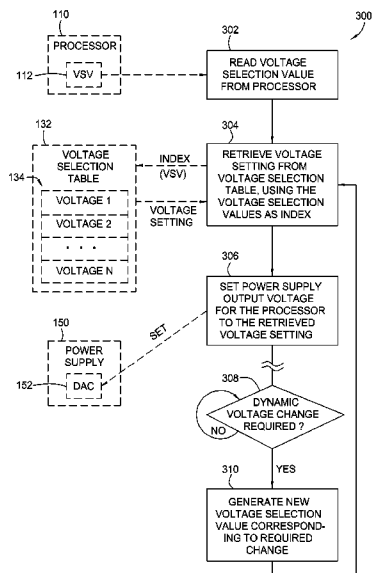 300
110
PROCESSOR
112
VSV
302
READ VOLTAGE
SELECTION VALUE
FROM PROCESSOR
132
VOLTAGE
SELECTION
TABLE
134
VOLTAGE 1
VOLTAGE 2
. . .
VOLTAGE N
INDEX
(VSV)
VOLTAGE
SETTING
304
RETRIEVE VOLTAGE
SETTING FROM
VOLTAGE SELECTION
TABLE, USING THE
VOLTAGE SELECTION
VALUES AS INDEX
306
SET POWER SUPPLY
OUTPUT VOLTAGE
FOR THE PROCESSOR
TO THE RETRIEVED
VOLTAGE SETTING
SET
150
POWER
SUPPLY
152
DAC
308
DYNAMIC
VOLTAGE CHANGE
REQUIRED ?
NO
YES
310
GENERATE NEW
VOLTAGE SELECTION
VALUE CORRESPOND-
ING TO REQUIRED
CHANGE